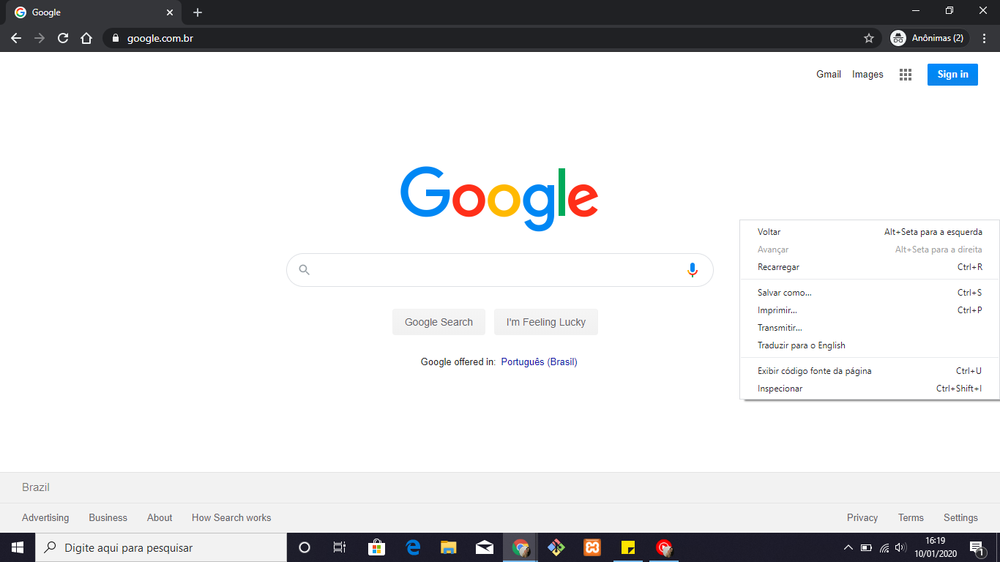 Google
google.com.br
Anônimas (2)
Gmail Images Sign in
Google
Voltar Alt+Seta para a esquerda
Avançar Alt+Seta para a direita
Recarregar Ctrl+R
Salvar como... Ctrl+S
Imprimir... Ctrl+P
Transmitir...
Traduzir para o English
Exibir código fonte da página Ctrl+U
Inspecionar Ctrl+Shift+I
Google Search I'm Feeling Lucky
Google offered in: Português (Brasil)
Brazil
Advertising Business About How Search works Privacy Terms Settings
Digite aqui para pesquisar
16:19
10/01/2020
1